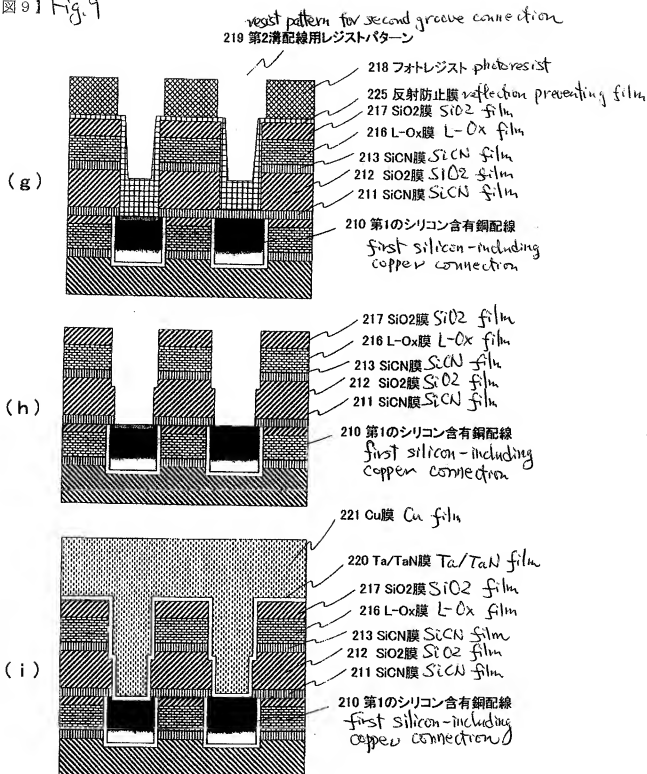 図9】 Fig. 9
resist pattern for second groove connection
219 第2溝配線用レジストパターン
218 フォトレジスト photoresist
225 反射防止膜 reflection preventing film
217 SiO2膜 SiO2 film
216 L-Ox膜 L-Ox film
(g)
213 SiCN膜 SiCN film
212 SiO2膜 SiO2 film
211 SiCN膜 SiCN film
210 第1のシリコン含有銅配線
first silicon-including
copper connection
217 SiO2膜 SiO2 film
216 L-Ox膜 L-Ox film
213 SiCN膜 SiCN film
212 SiO2膜 SiO2 film
(h)
211 SiCN膜 SiCN film
210 第1のシリコン含有銅配線
first silicon-including
copper connection
221 Cu膜 Cu film
220 Ta/TaN膜 Ta/TaN film
217 SiO2膜 SiO2 film
216 L-Ox膜 L-Ox film
213 SiCN膜 SiCN film
212 SiO2膜 SiO2 film
(i)
211 SiCN膜 SiCN film
210 第1のシリコン含有銅配線
first silicon-including
copper connection